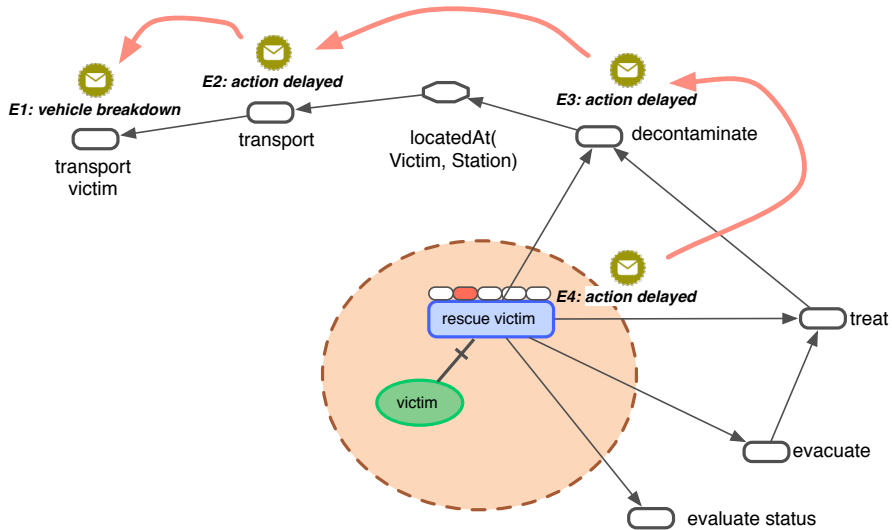 E2: action delayed
E1: vehicle breakdown
E3: action delayed
transport
locatedAt(
Victim, Station)
decontaminate
transport
victim
E4: action delayed
rescue victim
treat
victim
evacuate
evaluate status